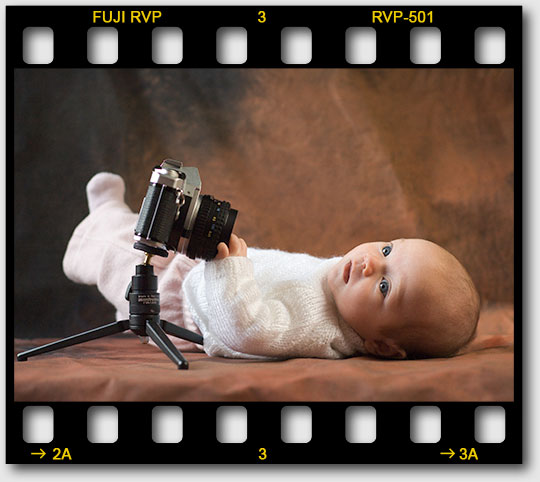 FUJI RVP 3 RVP-501
→ 2A 3 → 3A